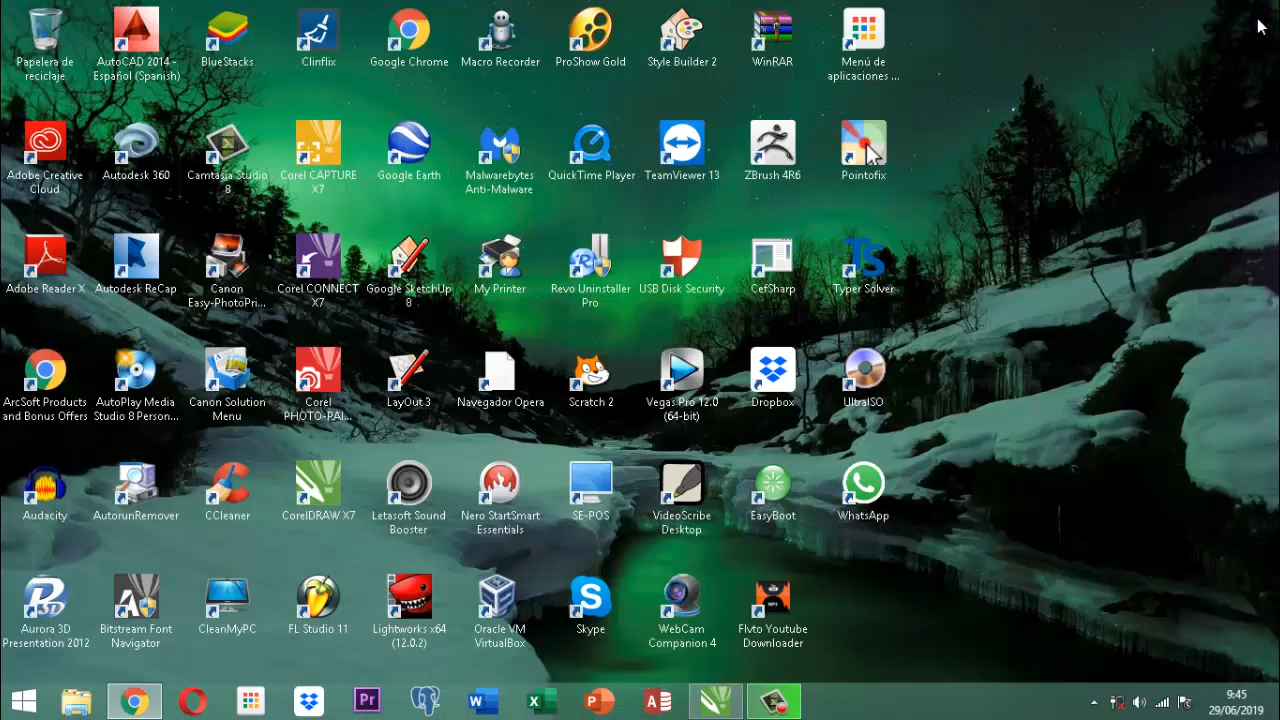 Papelera de
reciclaje
AutoCAD 2014 -
Español (Spanish)
BlueStacks
Clinflix
Google Chrome
Macro Recorder
ProShow Gold
Style Builder 2
WinRAR
Menú de
aplicaciones ...
Adobe Creative
Cloud
Autodesk 360
Camtasia Studio
8
Corel CAPTURE
X7
Google Earth
Malwarebytes
Anti-Malware
QuickTime Player
TeamViewer 13
ZBrush 4R6
Pointofix
Adobe Reader X
Autodesk ReCap
Canon
Easy-PhotoPri...
Corel CONNECT
X7
Google SketchUp
8
My Printer
Revo Uninstaller
Pro
USB Disk Security
CefSharp
Typer Solver
ArcSoft Products
and Bonus Offers
AutoPlay Media
Studio 8 Person...
Canon Solution
Menu
Corel
PHOTO-PAI...
LayOut 3
Navegador Opera
Scratch 2
Vegas Pro 12.0
(64-bit)
Dropbox
UltraISO
Audacity
AutorunRemover
CCleaner
CorelDRAW X7
Letasoft Sound
Booster
Nero StartSmart
Essentials
SE-POS
VideoScribe
Desktop
EasyBoot
WhatsApp
Aurora 3D
Presentation 2012
Bitstream Font
Navigator
CleanMyPC
FL Studio 11
Lightworks x64
(12.0.2)
Oracle VM
VirtualBox
Skype
WebCam
Companion 4
Flvto Youtube
Downloader
9:45
29/06/2019